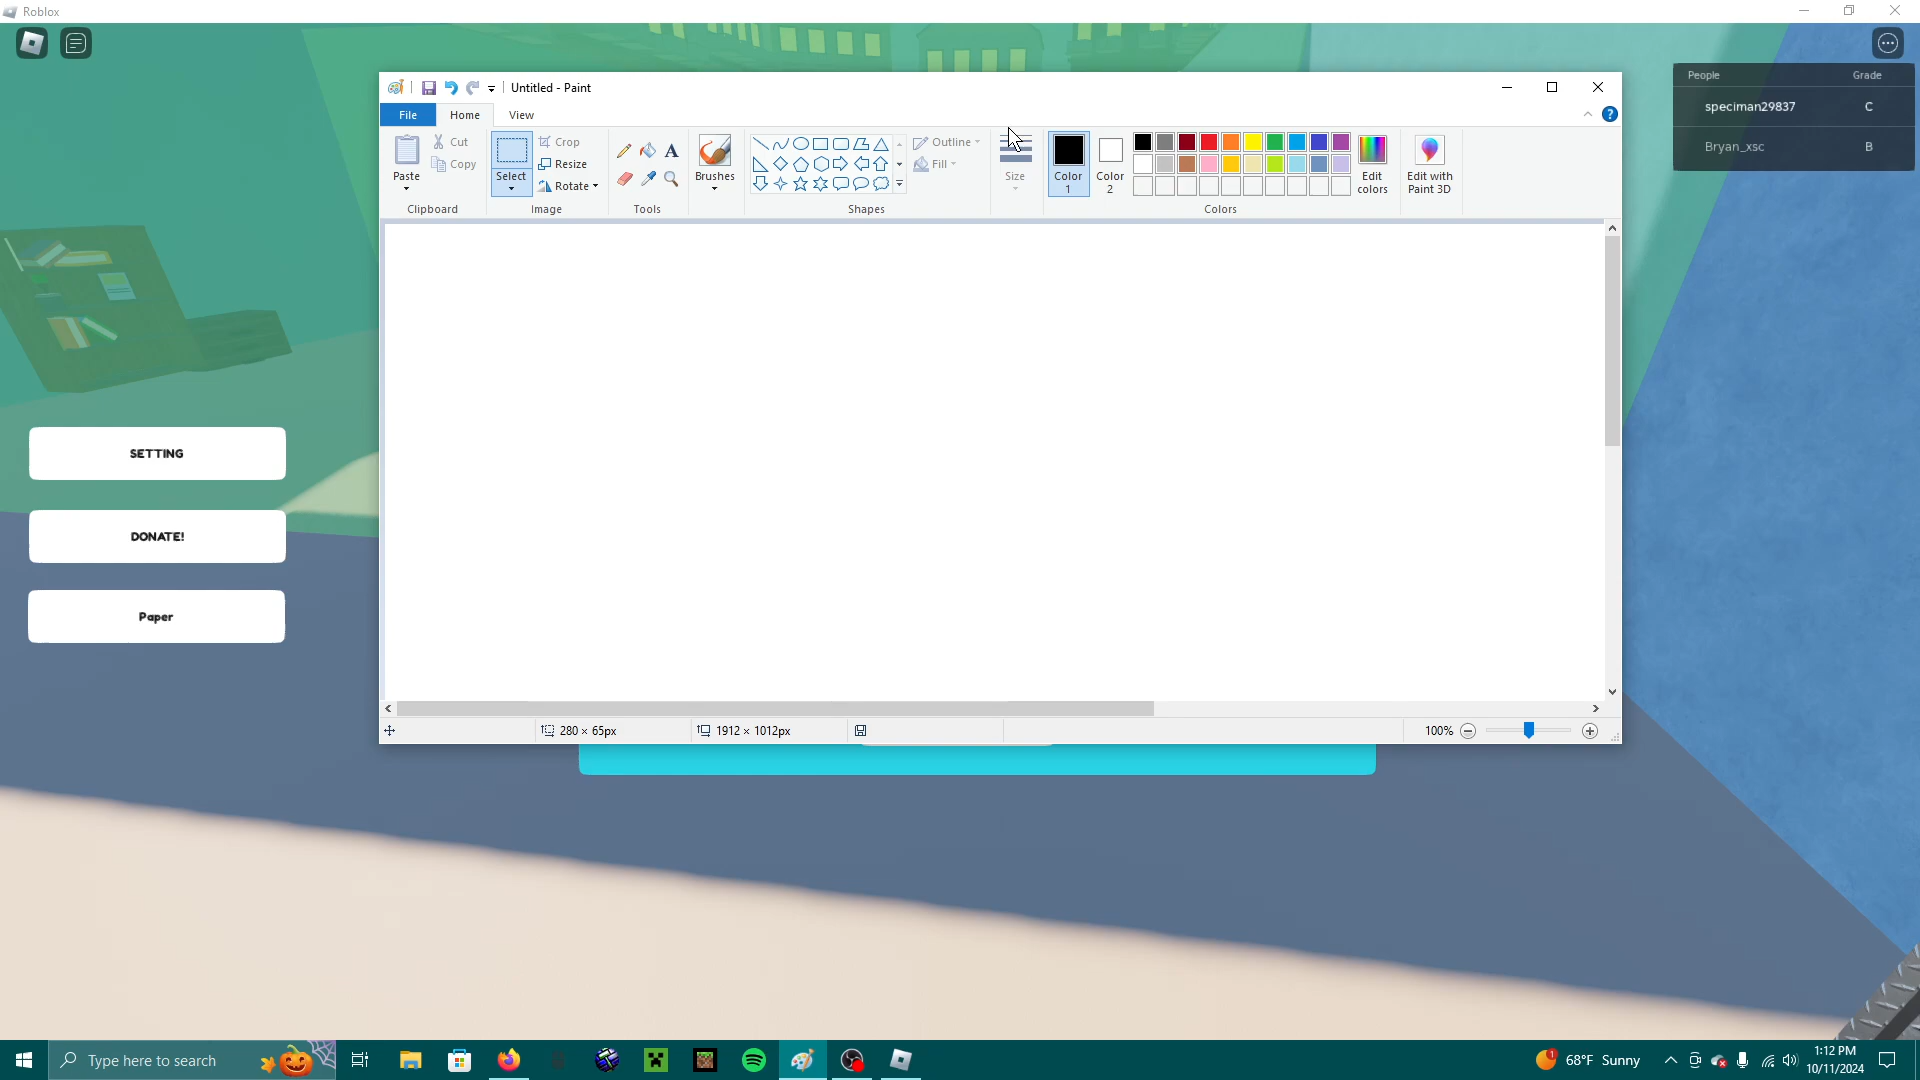 Roblox
People Grade
speciman29837 C
Bryan_xsc B
Untitled - Paint
File Home View
Paste
Cut
Copy
Clipboard
Select
Crop
Resize
Rotate
Image
Tools
Brushes
Shapes
Outline
Fill
Size
Color 1
Color 2
Colors
Edit colors
Edit with Paint 3D
SETTING
DONATE!
Paper
280 × 65px
1912 × 1012px
100%
Type here to search
1
68°F Sunny
1:12 PM
10/11/2024